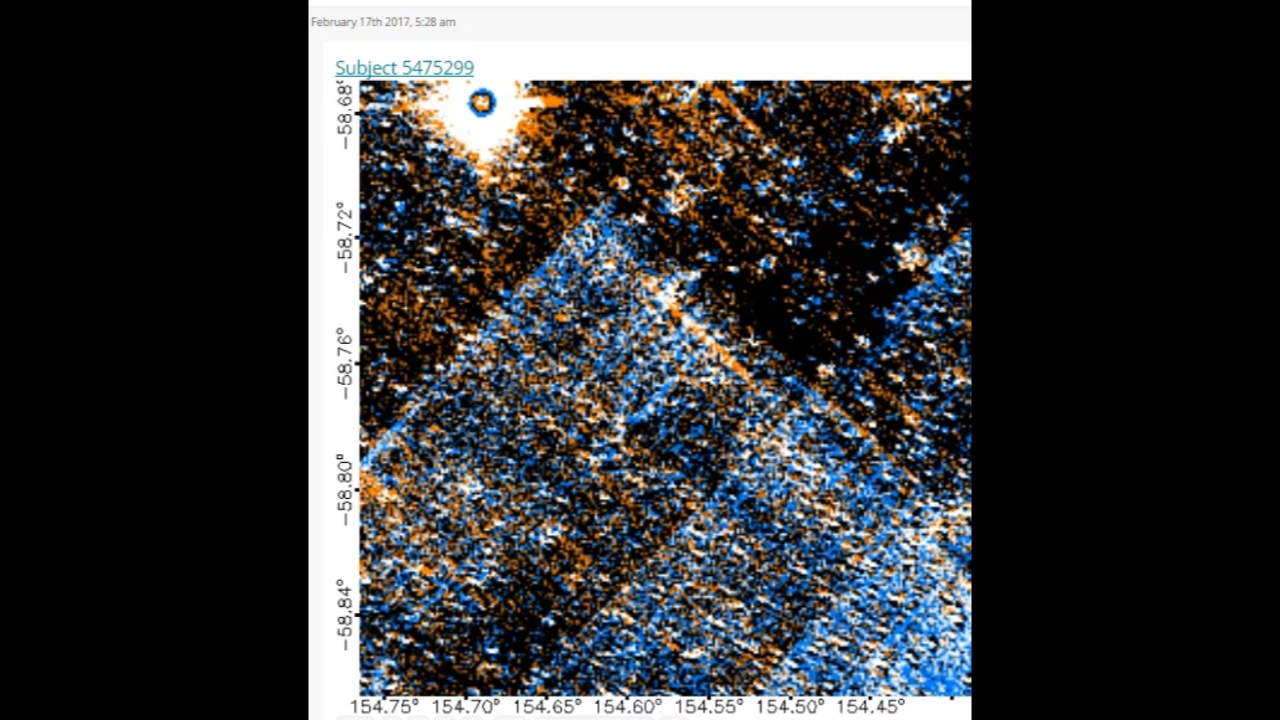 February 17th 2017, 5:28 am
Subject 5475299
−58.68°
−58.72°
−58.76°
−58.80°
−58.84°
154.75° 154.70° 154.65° 154.60° 154.55° 154.50° 154.45°